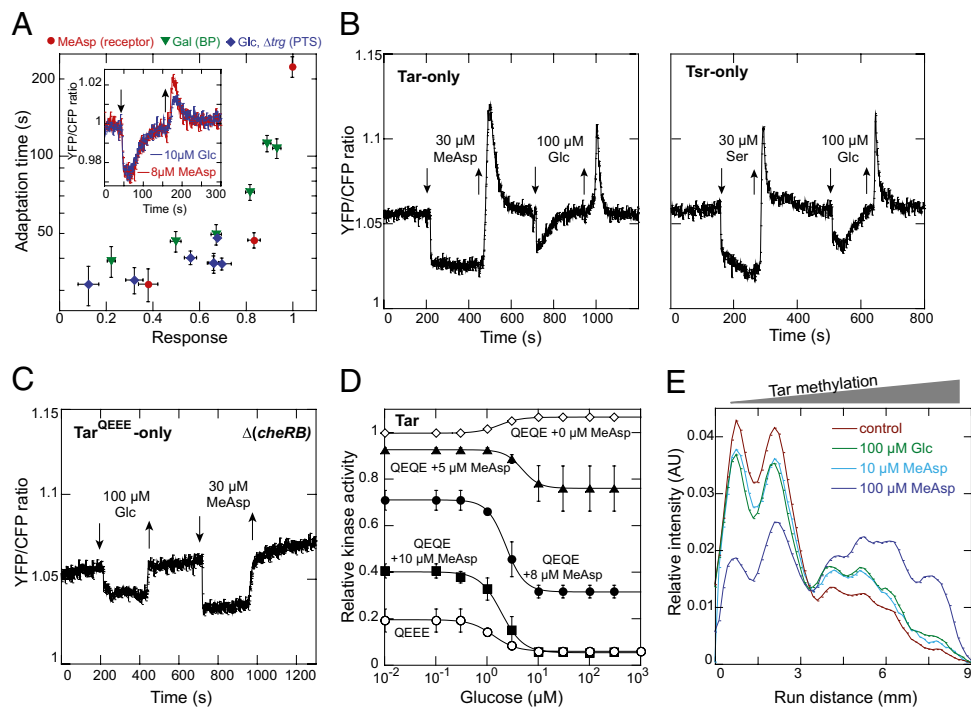 A
MeAsp (receptor) Gal (BP) Glc, Δtrg (PTS)
Adaptation time (s)
200
100
50
0 0.2 0.4 0.6 0.8 1
Response
YFP/CFP ratio
1.02
1
0.98
10μM Glc
8μM MeAsp
0 100 200 300
Time (s)
B
Tar-only
YFP/CFP ratio
1.15
1.10
1.05
1
30 μM
MeAsp
100 μM
Glc
0 200 400 600 800 1000
Time (s)
Tsr-only
30 μM
Ser
100 μM
Glc
0 200 400 600 800
Time (s)
C
Tar QEEE -only Δ(cheRB)
YFP/CFP ratio
1.15
1.10
1.05
1
100 μM
Glc
30 μM
MeAsp
0 200 400 600 800 1000 1200
Time (s)
D
Tar
Relative kinase activity
1
0.8
0.6
0.4
0.2
0
QEQE +0 μM MeAsp
QEQE +5 μM MeAsp
QEQE
+10 μM MeAsp
QEQE
+8 μM MeAsp
QEEE
10-2 10-1 100 101 102 103
Glucose (μM)
E
Tar methylation
Relative intensity (AU)
0.04
0.03
0.02
0.01
0
control
100 μM Glc
10 μM MeAsp
100 μM MeAsp
0 3 6 9
Run distance (mm)